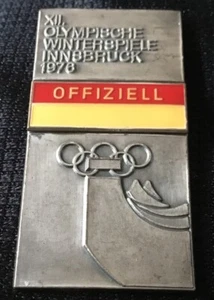 XII.
OLYMPISCHE
WINTERSPIELE
INNSBRUCK
1976
OFFIZIELL